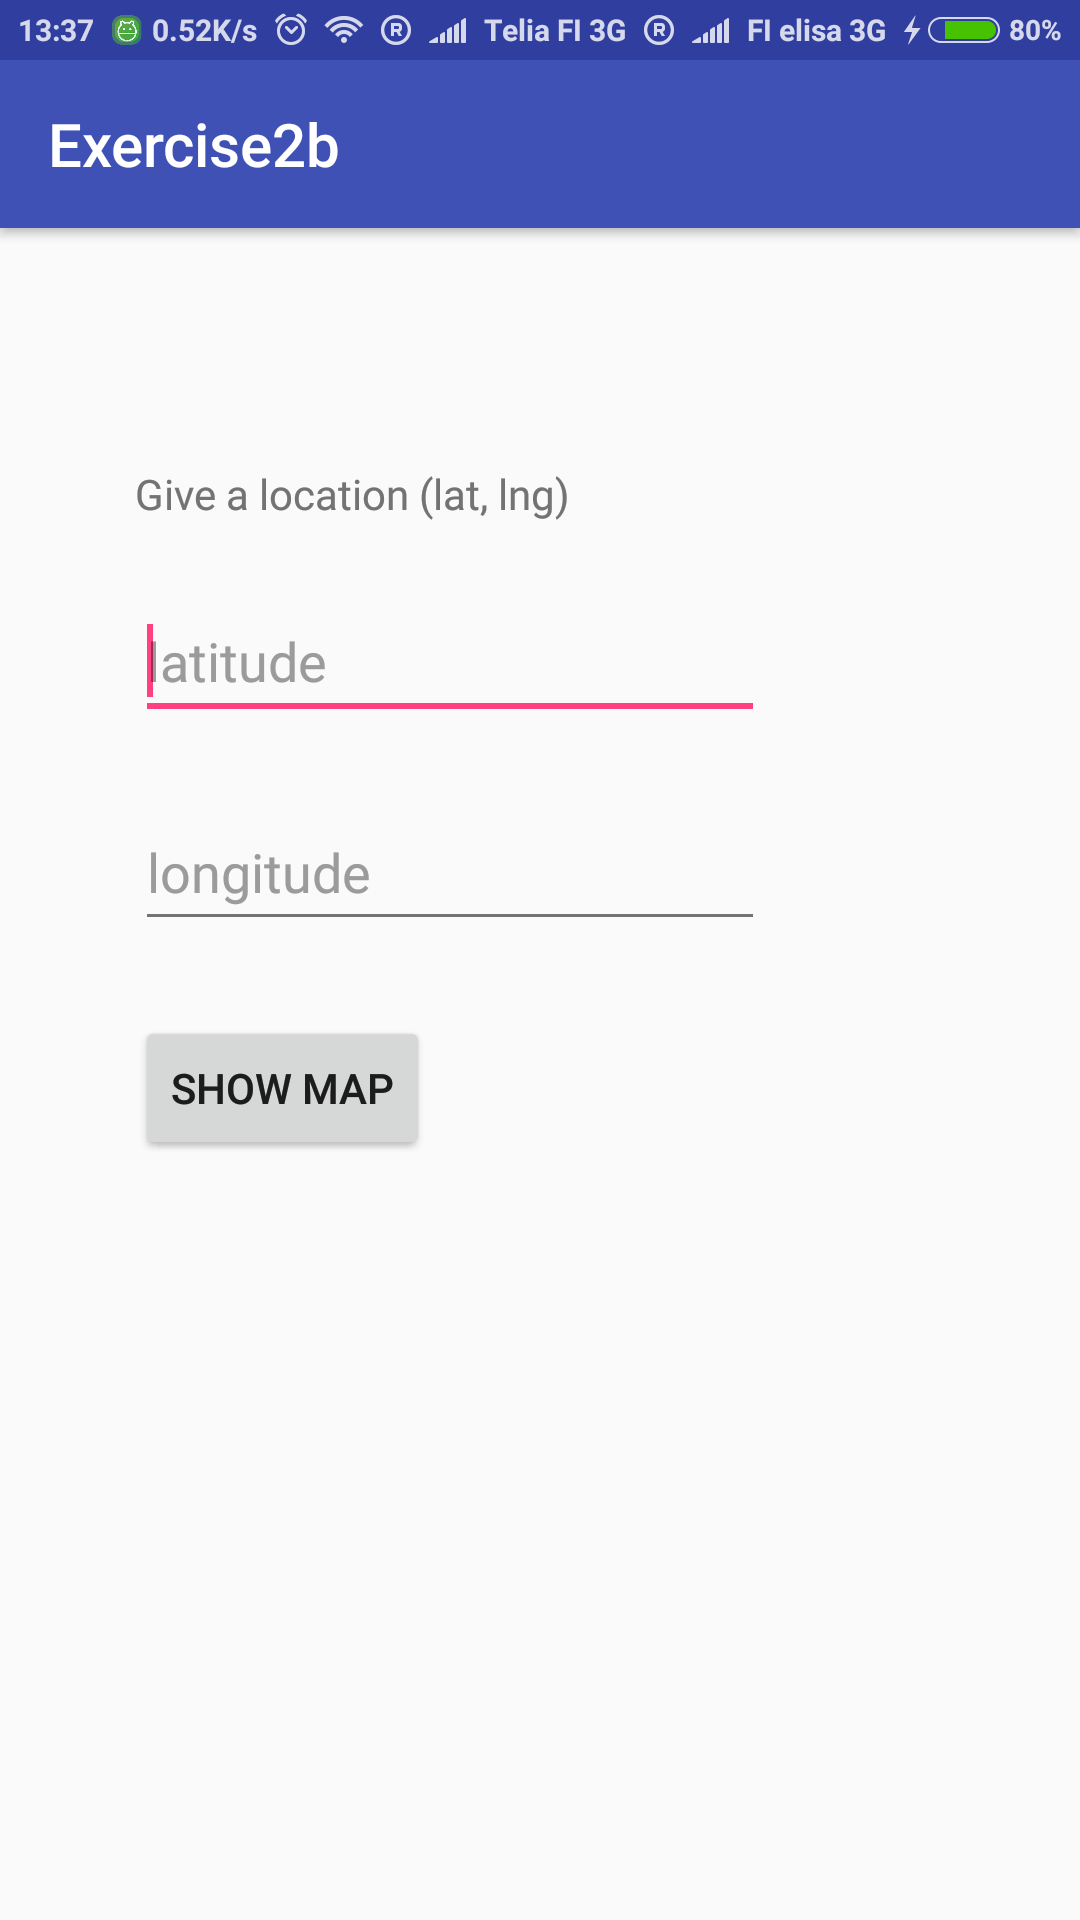 13:37 0.52K/s R Telia FI 3G R FI elisa 3G 80%
Exercise2b
Give a location (lat, lng)
latitude
longitude
SHOW MAP